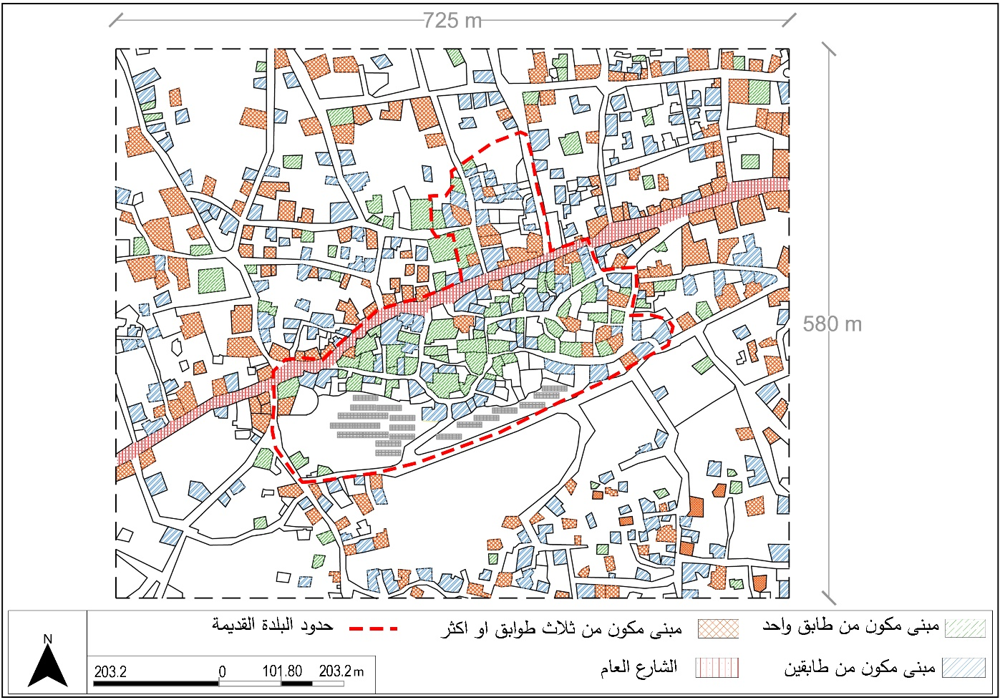 725 m
580 m
مبنى مكون من طابق واحد
مبنى مكون من ثلاث طوابق او اكثر
حدود البلدة القديمة
مبنى مكون من طابقين
الشارع العام
N
203.2 0 101.80 203.2 m